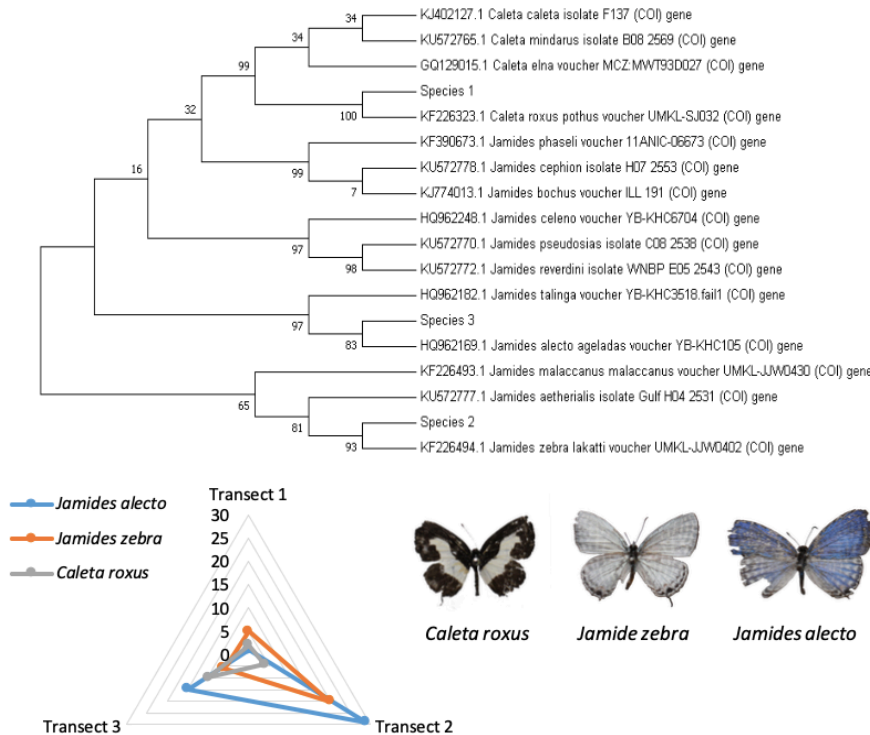 34
KJ402127.1 Caleta caleta isolate F137 (COI) gene
34
KU572765.1 Caleta mindarus isolate B08 2569 (COI) gene
99
GQ129015.1 Caleta elna voucher MCZ:MWT93D027 (COI) gene
Species 1
32
100
KF226323.1 Caleta roxus pothus voucher UMKL-SJ032 (COI) gene
KF390673.1 Jamides phaseli voucher 11ANIC-06673 (COI) gene
16
99
KU572778.1 Jamides cephion isolate H07 2553 (COI) gene
7
KJ774013.1 Jamides bochus voucher ILL 191 (COI) gene
HQ962248.1 Jamides celeno voucher YB-KHC6704 (COI) gene
97
KU572770.1 Jamides pseudosias isolate C08 2538 (COI) gene
98
KU572772.1 Jamides reverdini isolate WNBP E05 2543 (COI) gene
HQ962182.1 Jamides talinga voucher YB-KHC3518.fail1 (COI) gene
97
Species 3
83
HQ962169.1 Jamides alecto ageladas voucher YB-KHC105 (COI) gene
KF226493.1 Jamides malaccanus malaccanus voucher UMKL-JJW0430 (COI) gene
65
KU572777.1 Jamides aetherialis isolate Gulf H04 2531 (COI) gene
81
Species 2
93
KF226494.1 Jamides zebra lakatti voucher UMKL-JJW0402 (COI) gene
Jamides alecto
Jamides zebra
Caleta roxus
Transect 1
30
25
20
15
10
5
0
Transect 3
Transect 2
Caleta roxus
Jamide zebra
Jamides alecto